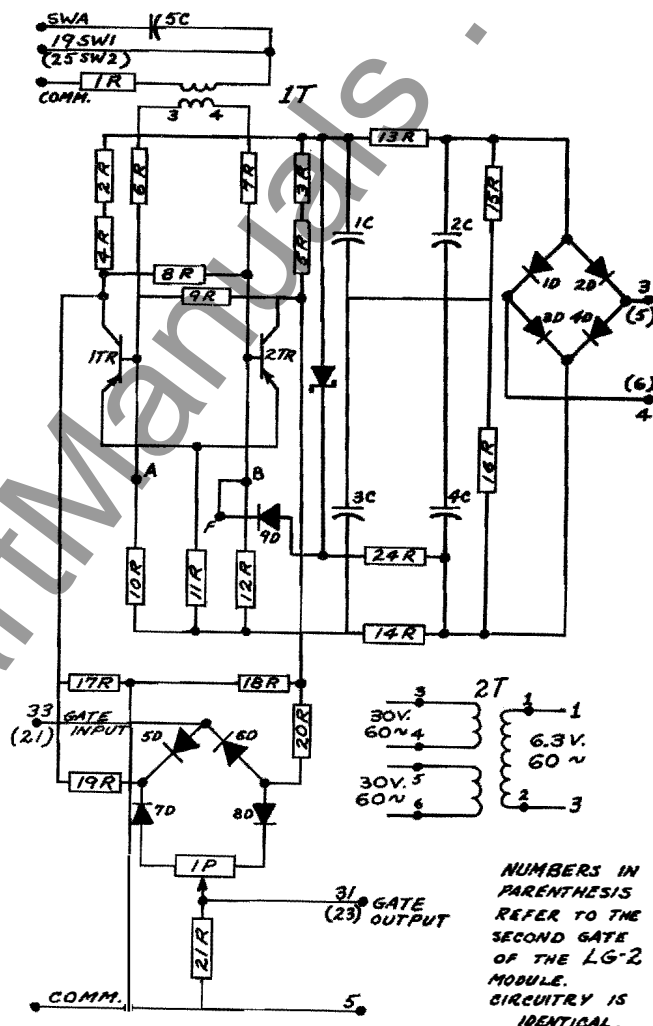 SWA
5C
19SW1
(25SW2)
1R
COMM.
1T
3 4
13R
2R
6R
7R
3R
15R
1C
2C
4R
5R
8R
9R
1D
2D
3
(5)
3D
4D
1TR
2TR
(6)
4
16R
A
B
3C
4C
F
9D
10R
11R
12R
24R
14R
17R
18R
2T
33
GATE INPUT
(21)
20R
3
30V.
60~
4
1
1
6.3V.
60~
5D
6D
19R
30V.
60~
5
6
2
3
7D
8D
1P
31
(23)
GATE OUTPUT
21R
COMM.
5
NUMBERS IN
PARENTHESIS
REFER TO THE
SECOND GATE
OF THE LG-2
MODULE.
CIRCUITRY IS
IDENTICAL.
rtManuals .